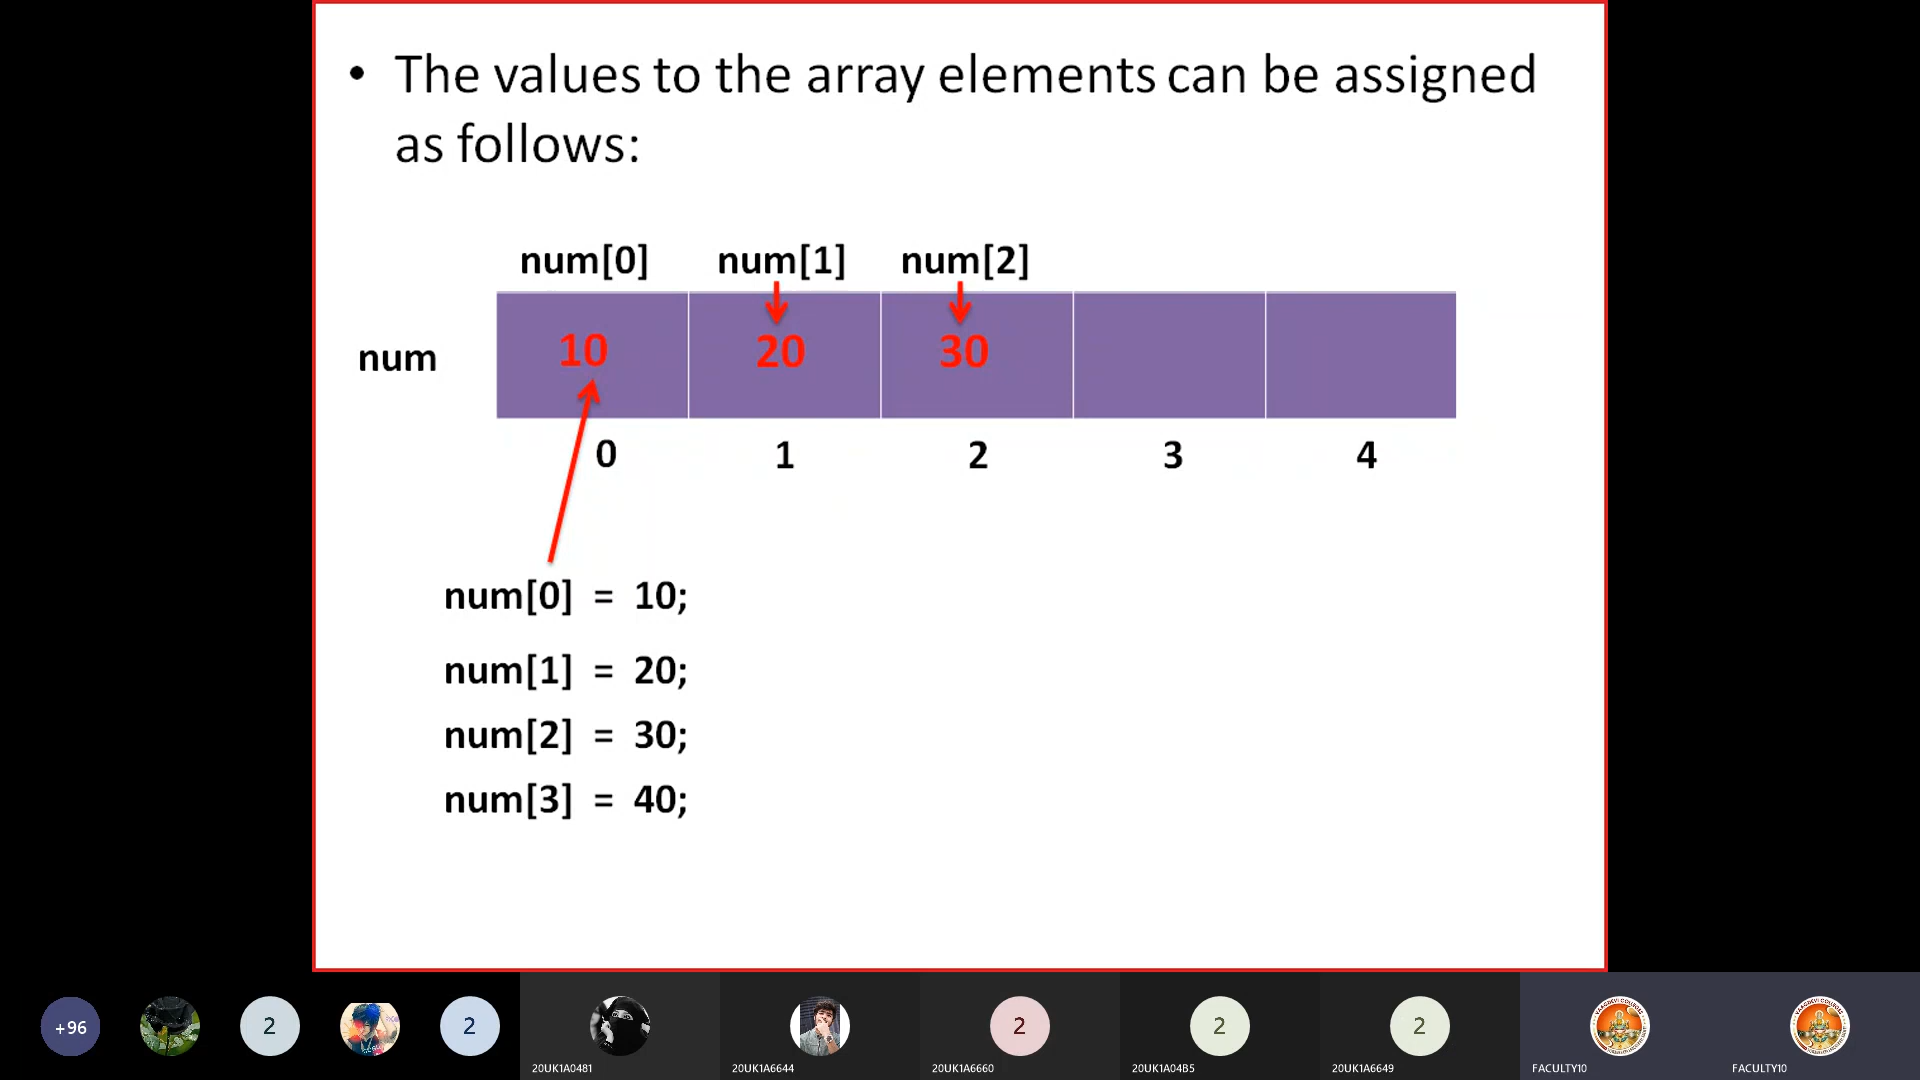 • The values to the array elements can be assigned
as follows:
num[0] num[1] num[2]
num 10 20 30
0 1 2 3 4
num[0] = 10;
num[1] = 20;
num[2] = 30;
num[3] = 40;
+96 2 2 2 2 2
20UK1A0481 20UK1A6644 20UK1A6660 20UK1A04B5 20UK1A6649 FACULTY10 FACULTY10